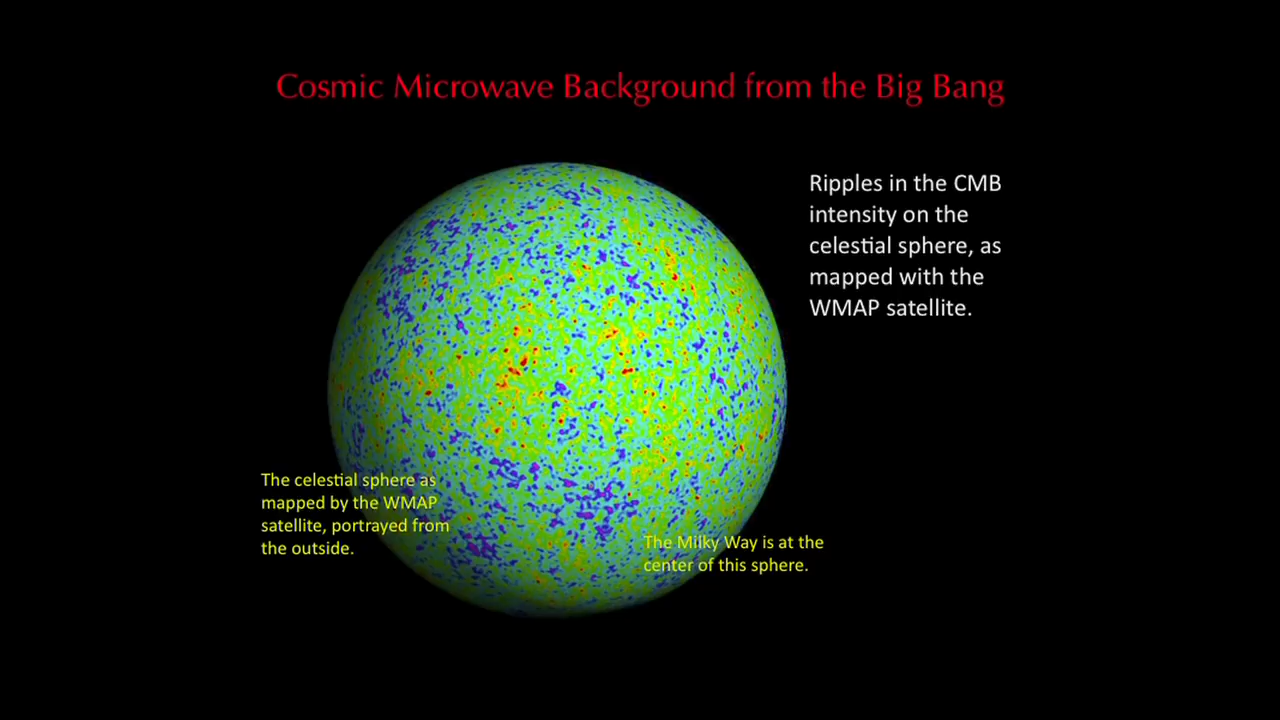 Cosmic Microwave Background from the Big Bang
Ripples in the CMB
intensity on the
celestial sphere, as
mapped with the
WMAP satellite.
The celestial sphere as
mapped by the WMAP
satellite, portrayed from
the outside.
The Milky Way is at the
center of this sphere.